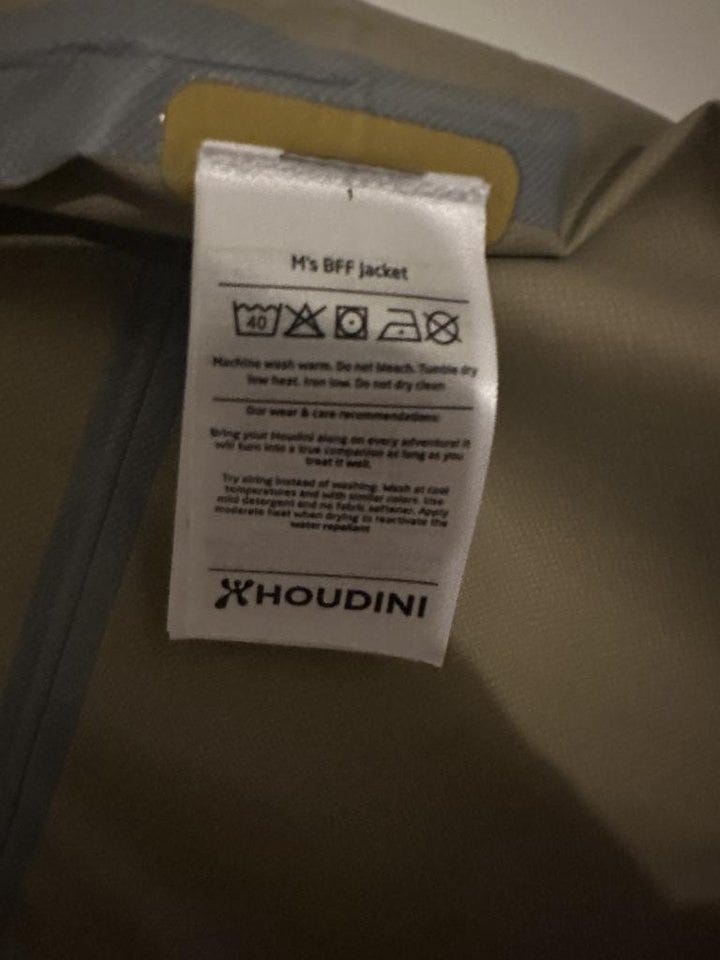 1
M's BFF Jacket
40
Machine wash warm. Do not bleach. Tumble dry
low heat. Iron low. Do not dry clean
Our wear & care recommendations:
Bring your Houdini along on every adventure! It
will turn into a true companion as long as you
treat it well.
Try airing instead of washing. Wash at cool
temperatures and with similar colors. Use
mild detergent and no fabric softener. Apply
moderate heat when drying to reactivate the
water repellant
HOUDINI